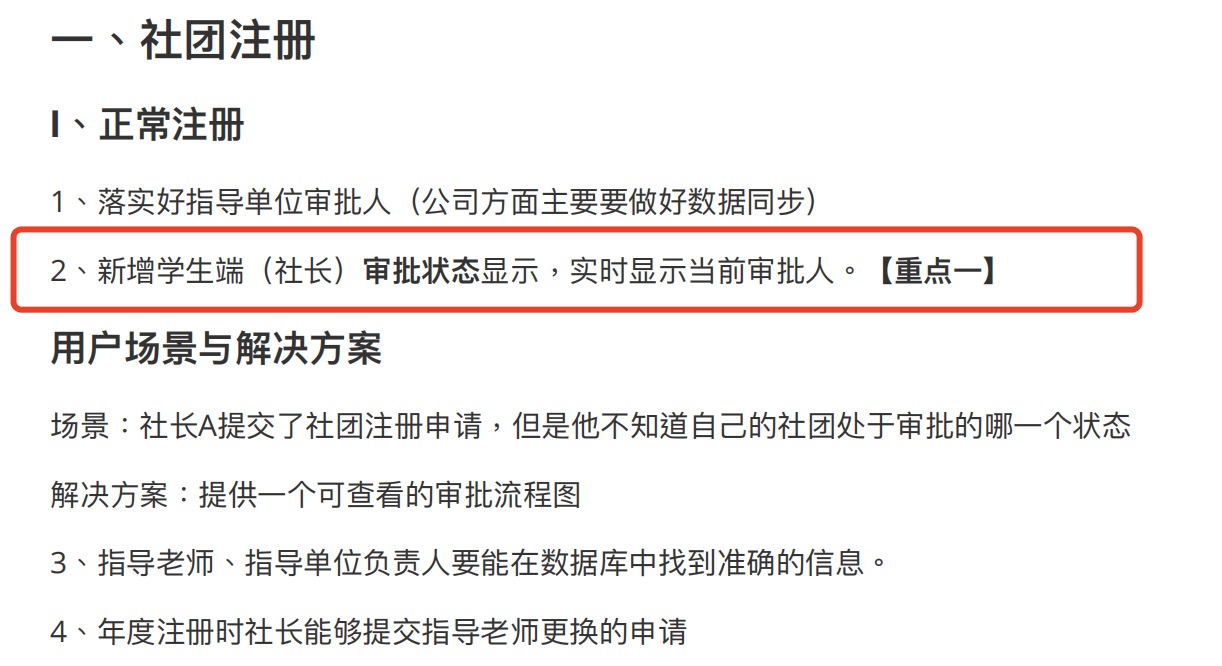 一、社团注册
I、正常注册
1、落实好指导单位审批人（公司方面主要要做好数据同步）
2、新增学生端（社长）审批状态显示，实时显示当前审批人。【重点一】
用户场景与解决方案
场景：社长A提交了社团注册申请，但是他不知道自己的社团处于审批的哪一个状态
解决方案：提供一个可查看的审批流程图
3、指导老师、指导单位负责人要能在数据库中找到准确的信息。
4、年度注册时社长能够提交指导老师更换的申请